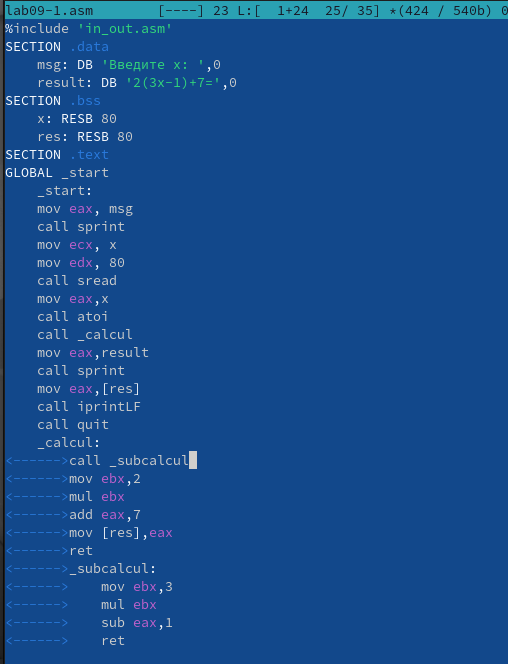 lab09-1.asm [----] 23 L:[ 1+24 25/ 35] *(424 / 540b) 0
%include 'in_out.asm'
SECTION .data
    msg: DB 'Введите x: ',0
    result: DB '2(3x-1)+7=',0
SECTION .bss
    x: RESB 80
    res: RESB 80
SECTION .text
GLOBAL _start
    _start:
    mov eax, msg
    call sprint
    mov ecx, x
    mov edx, 80
    call sread
    mov eax,x
    call atoi
    call _calcul
    mov eax,result
    call sprint
    mov eax,[res]
    call iprintLF
    call quit
    _calcul:
<------>call _subcalcul
<------>mov ebx,2
<------>mul ebx
<------>add eax,7
<------>mov [res],eax
<------>ret
<------>_subcalcul:
<------>    mov ebx,3
<------>    mul ebx
<------>    sub eax,1
<------>    ret